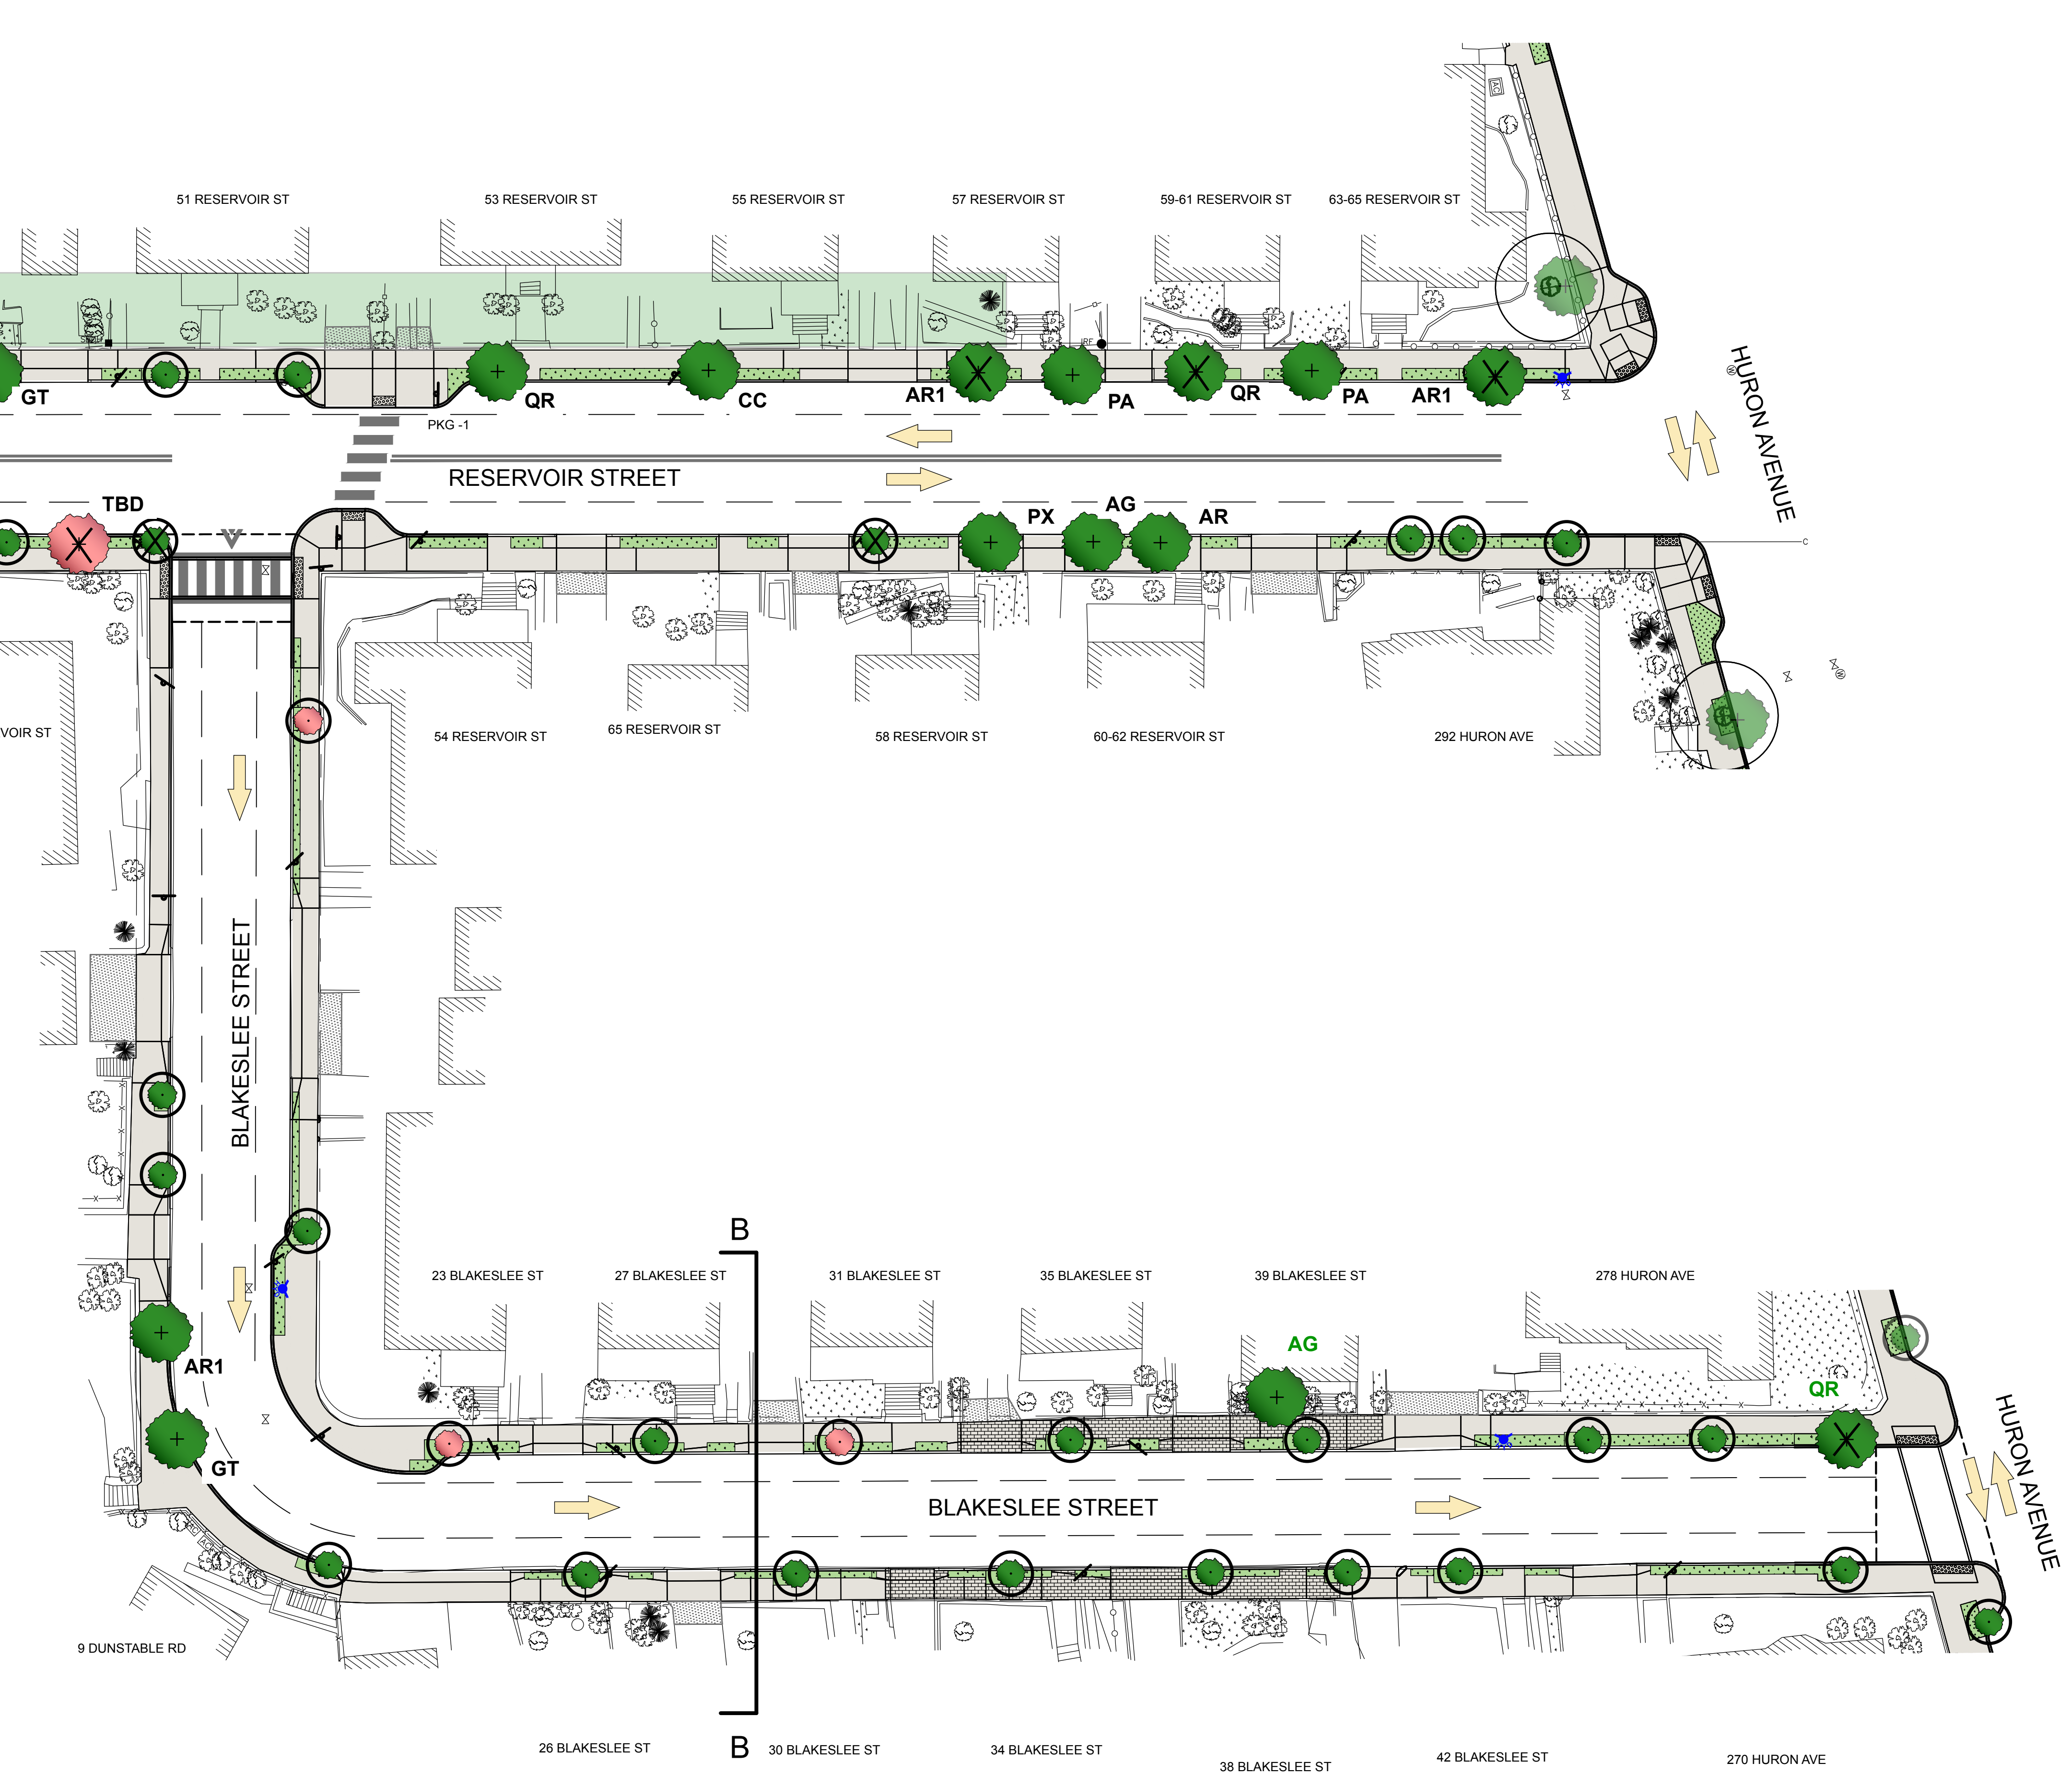 51 RESERVOIR ST
53 RESERVOIR ST
55 RESERVOIR ST
57 RESERVOIR ST
59-61 RESERVOIR ST
63-65 RESERVOIR ST
AC
IRF
GT
QR
CC
AR1
PA
QR
PA
AR1
PKG -1
HURON AVENUE
W
RESERVOIR STREET
TBD
PX
AG
AR
C
VOIR ST
54 RESERVOIR ST
65 RESERVOIR ST
58 RESERVOIR ST
60-62 RESERVOIR ST
292 HURON AVE
W
BLAKESLEE STREET
B
23 BLAKESLEE ST
27 BLAKESLEE ST
31 BLAKESLEE ST
35 BLAKESLEE ST
39 BLAKESLEE ST
278 HURON AVE
AG
AR1
QR
GT
HURON AVENUE
BLAKESLEE STREET
9 DUNSTABLE RD
B
26 BLAKESLEE ST
30 BLAKESLEE ST
34 BLAKESLEE ST
38 BLAKESLEE ST
42 BLAKESLEE ST
270 HURON AVE